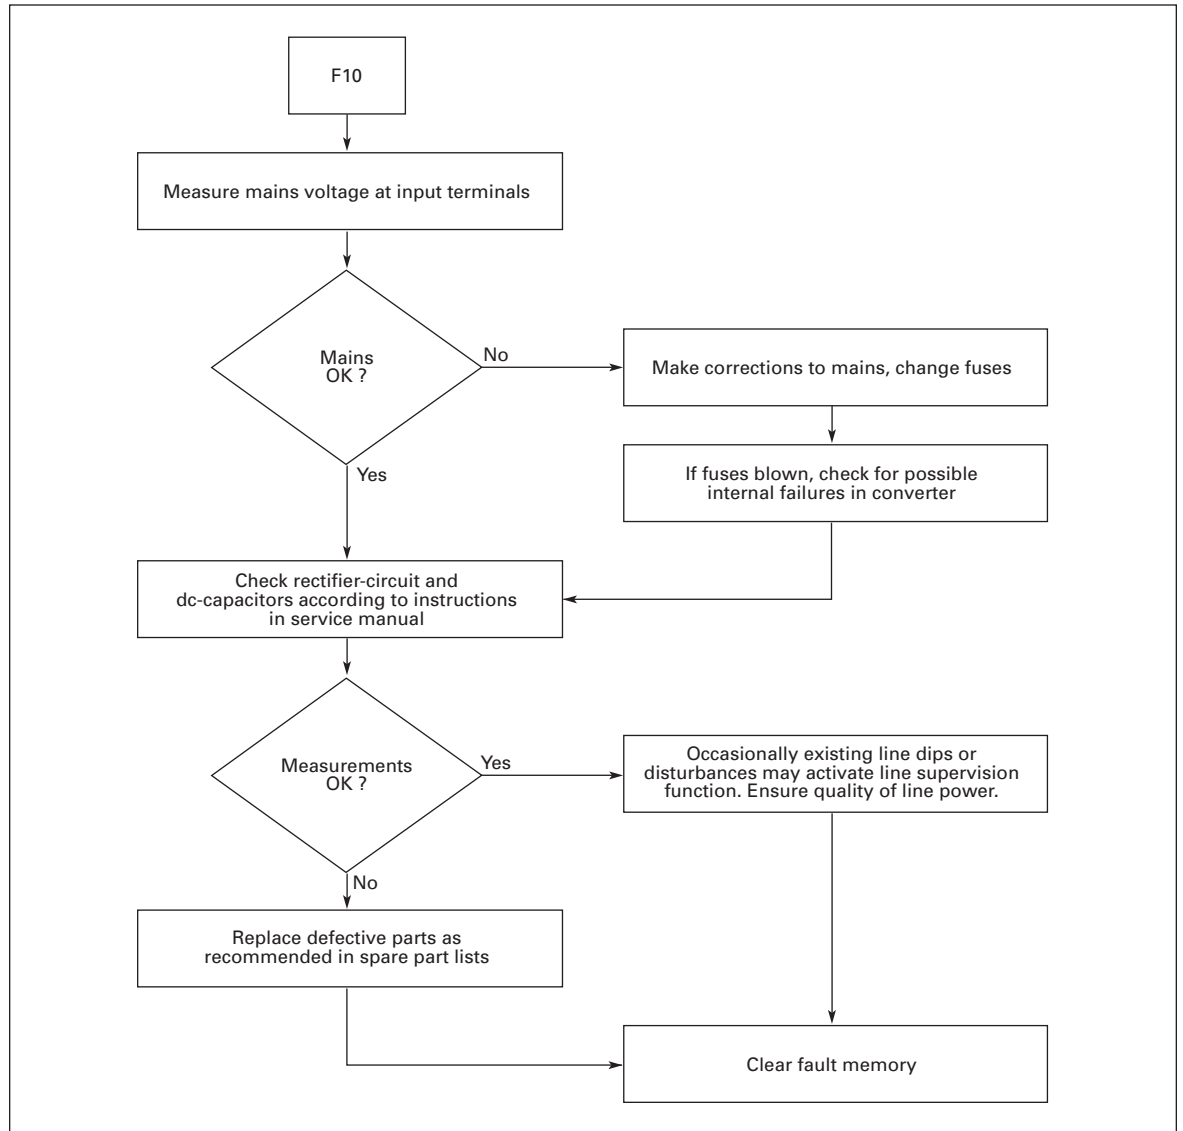 F10
Measure mains voltage at input terminals
Mains
OK ?
No
Make corrections to mains, change fuses
Yes
If fuses blown, check for possible
internal failures in converter
Check rectifier-circuit and
dc-capacitors according to instructions
in service manual
Measurements
OK ?
Yes
Occasionally existing line dips or
disturbances may activate line supervision
function. Ensure quality of line power.
No
Replace defective parts as
recommended in spare part lists
Clear fault memory